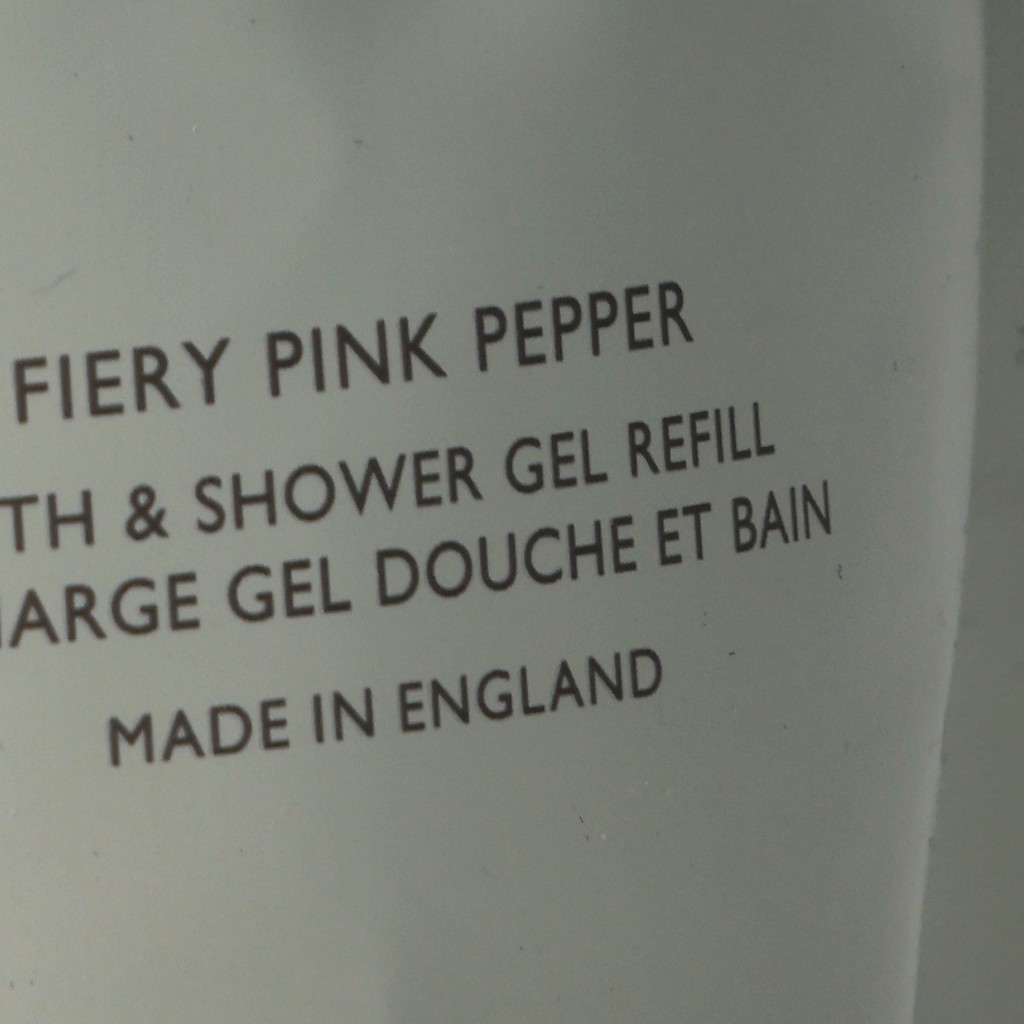 FIERY PINK PEPPER
TH & SHOWER GEL REFILL
ARGE GEL DOUCHE ET BAIN
MADE IN ENGLAND